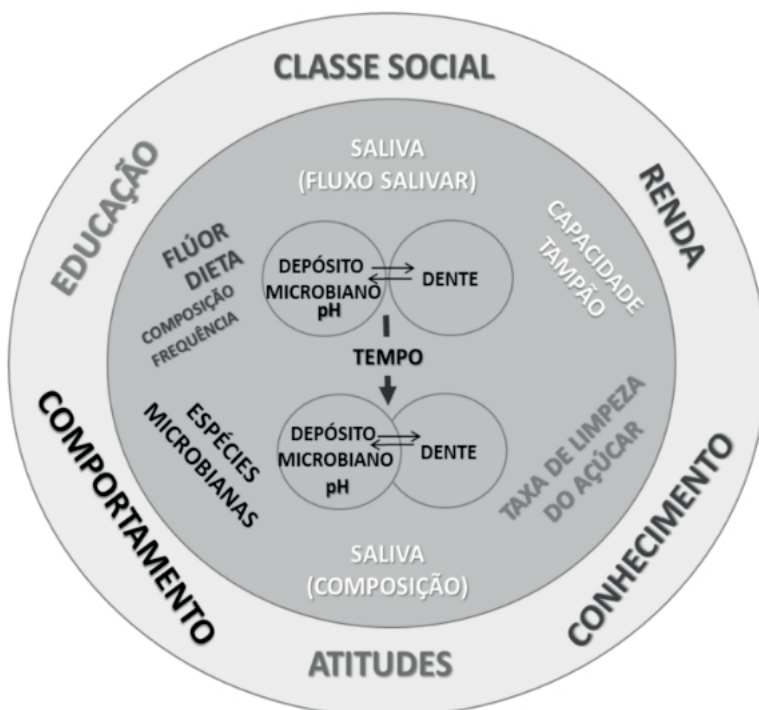 CLASSE SOCIAL
EDUCAÇÃO
RENDA
SALIVA
(FLUXO SALIVAR)
CAPACIDADE
TAMPÃO
FLÚOR
DIETA
COMPOSIÇÃO
FREQUÊNCIA
DEPÓSITO
MICROBIANO
pH
DENTE
TEMPO
ESPÉCIES
MICROBIANAS
DEPÓSITO
MICROBIANO
pH
DENTE
TAXA DE LIMPEZA
DO AÇÚCAR
SALIVA
(COMPOSIÇÃO)
COMPORTAMENTO
CONHECIMENTO
ATITUDES